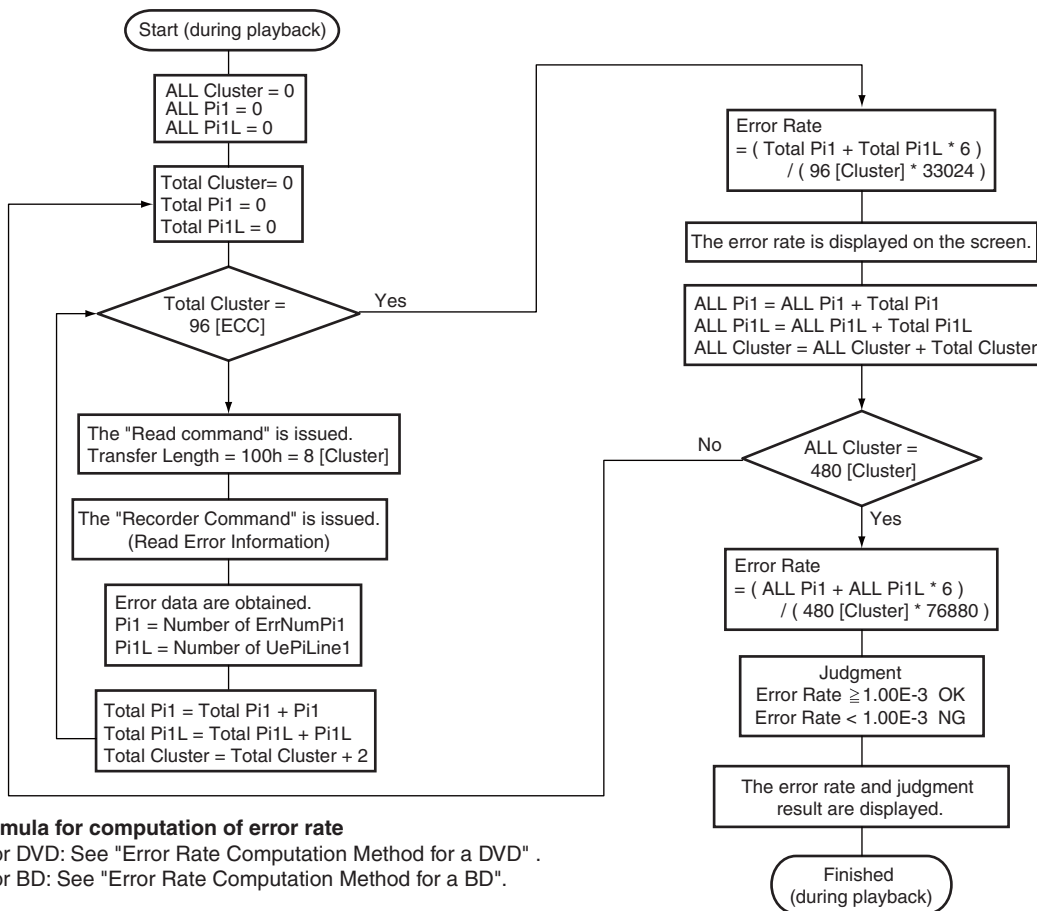 Start (during playback)
ALL Cluster = 0
ALL Pi1 = 0
ALL Pi1L = 0
Total Cluster= 0
Total Pi1 = 0
Total Pi1L = 0
Total Cluster =
96 [ECC]
Yes
The "Read command" is issued.
Transfer Length = 100h = 8 [Cluster]
The "Recorder Command" is issued.
(Read Error Information)
Error data are obtained.
Pi1 = Number of ErrNumPi1
Pi1L = Number of UePiLine1
Total Pi1 = Total Pi1 + Pi1
Total Pi1L = Total Pi1L + Pi1L
Total Cluster = Total Cluster + 2
Error Rate
= ( Total Pi1 + Total Pi1L * 6 )
/ ( 96 [Cluster] * 33024 )
The error rate is displayed on the screen.
ALL Pi1 = ALL Pi1 + Total Pi1
ALL Pi1L = ALL Pi1L + Total Pi1L
ALL Cluster = ALL Cluster + Total Cluster
No
ALL Cluster =
480 [Cluster]
Yes
Error Rate
= ( ALL Pi1 + ALL Pi1L * 6 )
/ ( 480 [Cluster] * 76880 )
Judgment
Error Rate ≧1.00E-3 OK
Error Rate < 1.00E-3 NG
The error rate and judgment
result are displayed.
Finished
(during playback)
mula for computation of error rate
or DVD: See "Error Rate Computation Method for a DVD" .
or BD: See "Error Rate Computation Method for a BD".